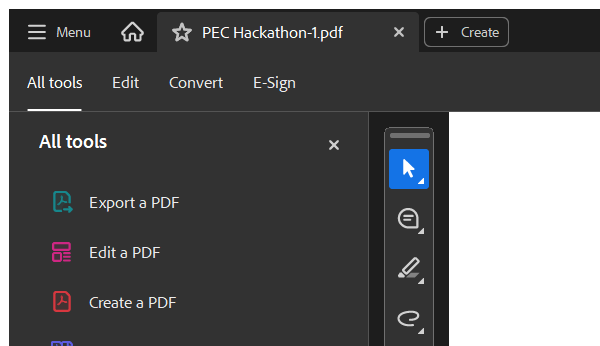 Menu
PEC Hackathon-1.pdf
Create
All tools
Edit
Convert
E-Sign
All tools
Export a PDF
Edit a PDF
Create a PDF